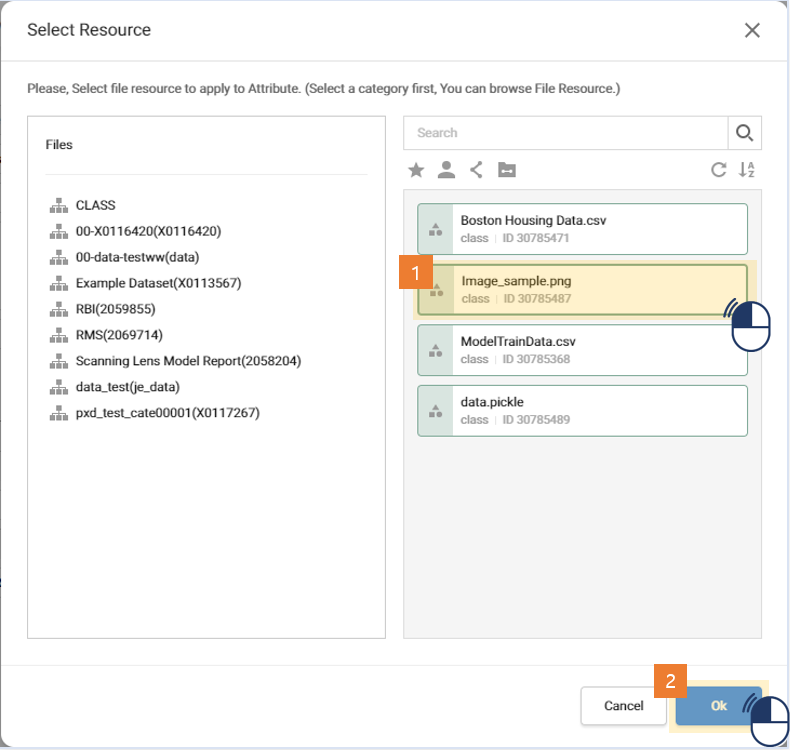 Select Resource
Please, Select file resource to apply to Attribute. (Select a category first, You can browse File Resource.)
Files
CLASS
00-X0116420(X0116420)
00-data-testww(data)
Example Dataset(X0113567)
RBI(2059855)
RMS(2069714)
Scanning Lens Model Report(2058204)
data_test(je_data)
pxd_test_cate00001(X0117267)
Search
A
Z
Boston Housing Data.csv
class | ID 30785471
1
Image_sample.png
class | ID 30785487
ModelTrainData.csv
class | ID 30785368
data.pickle
class | ID 30785489
2
Cancel
Ok